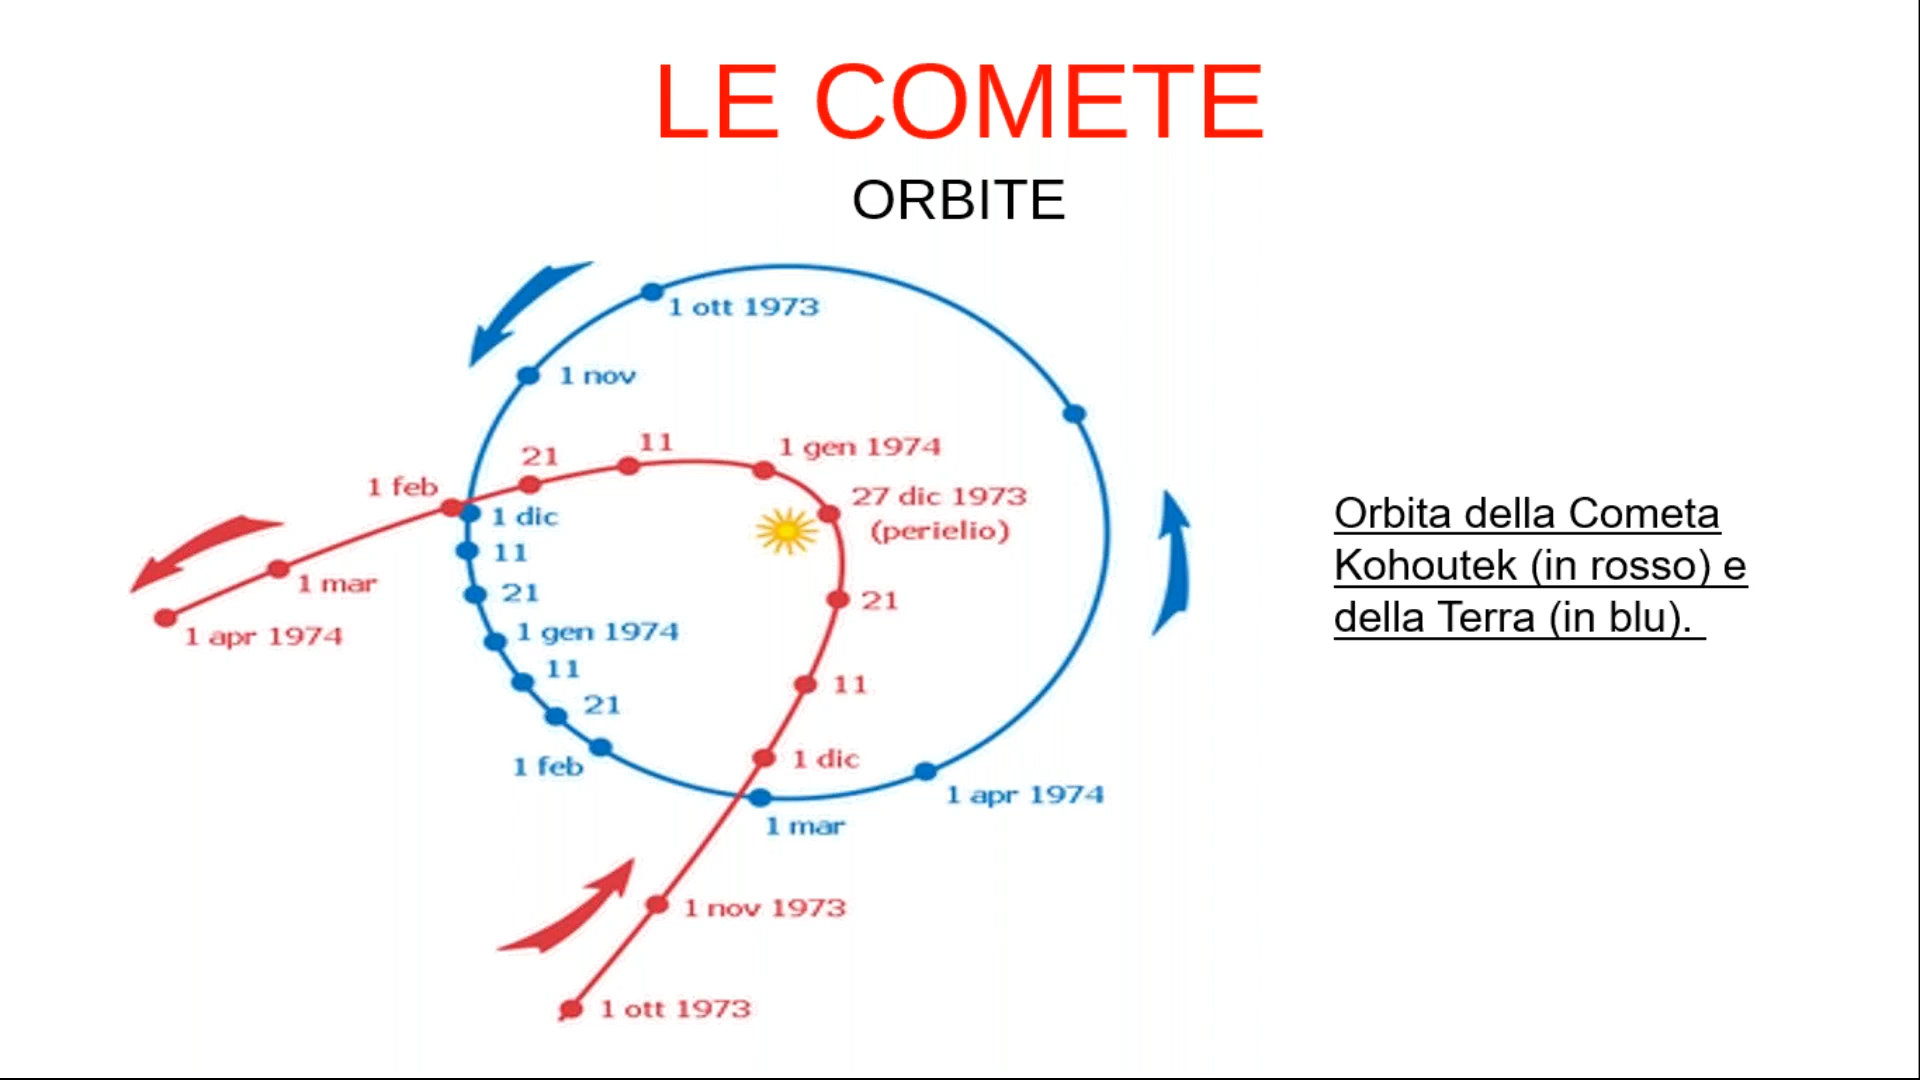 LE COMETE
ORBITE
1 ott 1973
1 nov
21
11
1 gen 1974
1 feb
27 dic 1973
(perielio)
1 dic
11
1 mar
21
21
1 gen 1974
1 apr 1974
11
11
21
1 dic
1 feb
1 apr 1974
1 mar
1 nov 1973
1 ott 1973
Orbita della Cometa
Kohoutek (in rosso) e
della Terra (in blu).